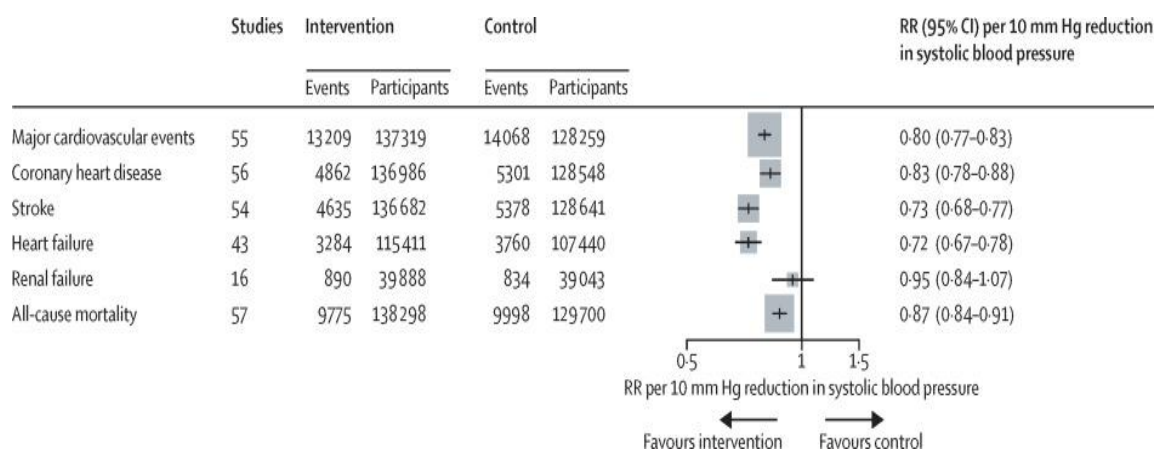 Studies Intervention Control RR (95% CI) per 10 mm Hg reduction
in systolic blood pressure
Events Participants Events Participants
Major cardiovascular events 55 13209 137319 14068 128259 0·80 (0·77–0·83)
Coronary heart disease 56 4862 136986 5301 128548 0·83 (0·78–0·88)
Stroke 54 4635 136682 5378 128641 0·73 (0·68–0·77)
Heart failure 43 3284 115411 3760 107440 0·72 (0·67–0·78)
Renal failure 16 890 39888 834 39043 0·95 (0·84–1·07)
All-cause mortality 57 9775 138298 9998 129700 0·87 (0·84–0·91)
0·5 1 1·5
RR per 10 mm Hg reduction in systolic blood pressure
Favours intervention Favours control